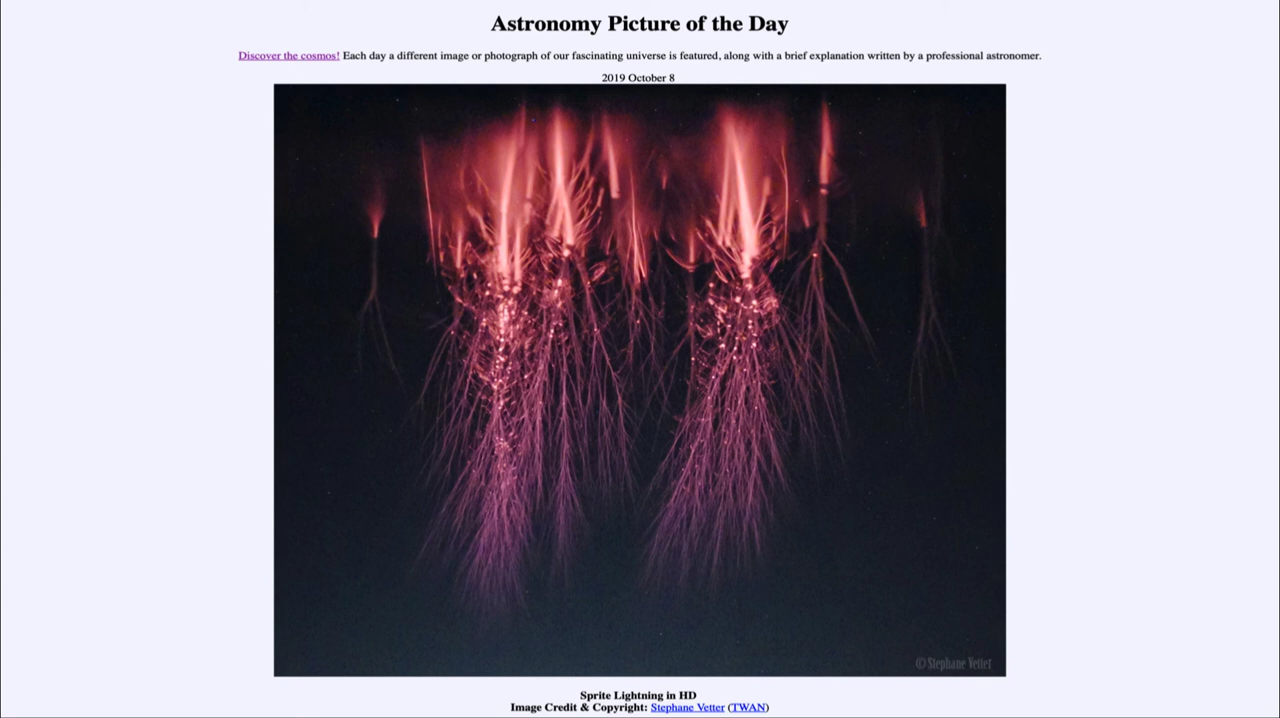 Astronomy Picture of the Day
Discover the cosmos! Each day a different image or photograph of our fascinating universe is featured, along with a brief explanation written by a professional astronomer.
2019 October 8
© Stephane Vetter
Sprite Lightning in HD
Image Credit & Copyright: Stephane Vetter (TWAN)